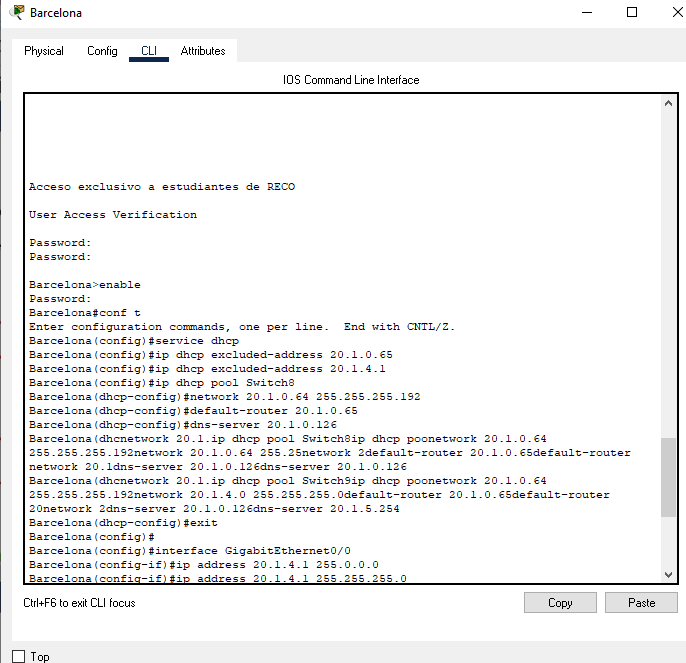 Barcelona
Physical Config CLI Attributes
IOS Command Line Interface
Acceso exclusivo a estudiantes de RECO
User Access Verification
Password:
Password:
Barcelona>enable
Password:
Barcelona#conf t
Enter configuration commands, one per line.  End with CNTL/Z.
Barcelona(config)#service dhcp
Barcelona(config)#ip dhcp excluded-address 20.1.0.65
Barcelona(config)#ip dhcp excluded-address 20.1.4.1
Barcelona(config)#ip dhcp pool Switch8
Barcelona(dhcp-config)#network 20.1.0.64 255.255.255.192
Barcelona(dhcp-config)#default-router 20.1.0.65
Barcelona(dhcp-config)#dns-server 20.1.0.126
Barcelona(dhcnetwork 20.1.ip dhcp pool Switch8ip dhcp poonetwork 20.1.0.64
255.255.255.192network 20.1.0.64 255.25network 2default-router 20.1.0.65default-router
network 20.1dns-server 20.1.0.126dns-server 20.1.0.126
Barcelona(dhcnetwork 20.1.ip dhcp pool Switch9ip dhcp poonetwork 20.1.0.64
255.255.255.192network 20.1.4.0 255.255.255.0default-router 20.1.0.65default-router
20network 2dns-server 20.1.0.126dns-server 20.1.5.254
Barcelona(dhcp-config)#exit
Barcelona(config)#
Barcelona(config)#interface GigabitEthernet0/0
Barcelona(config-if)#ip address 20.1.4.1 255.0.0.0
Barcelona(config-if)#ip address 20.1.4.1 255.255.255.0
Ctrl+F6 to exit CLI focus
Copy Paste
Top